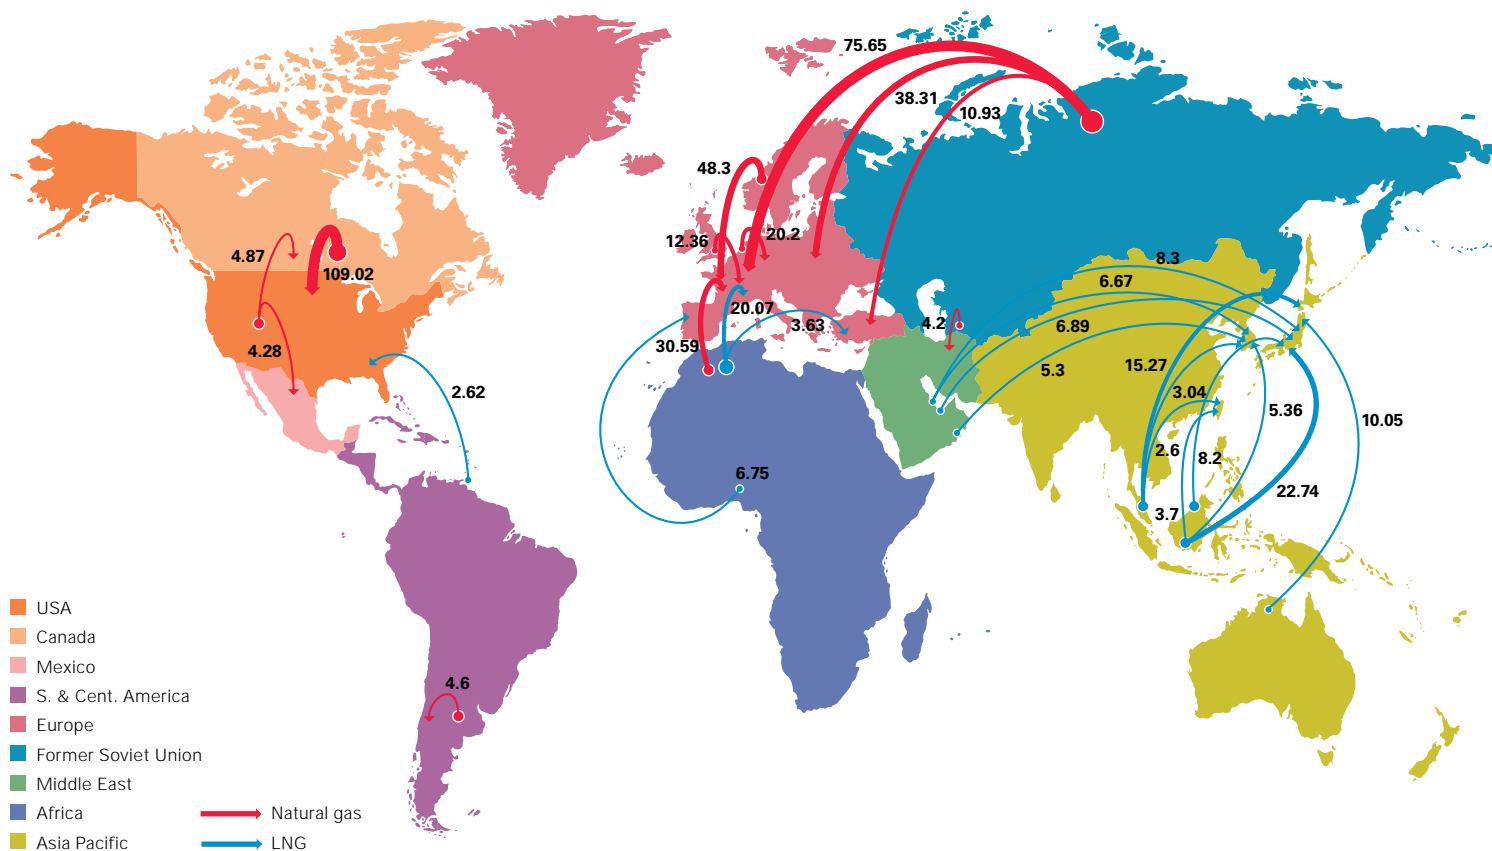 75.65
38.31
10.93
48.3
12.36
20.2
4.87
109.02
8.3
6.67
20.07
3.63
4.2
6.89
30.59
4.28
15.27
5.3
2.62
3.04
5.36
10.05
2.6
8.2
6.75
22.74
3.7
4.6
USA
Canada
Mexico
S. & Cent. America
Europe
Former Soviet Union
Middle East
Africa
Asia Pacific
Natural gas
LNG